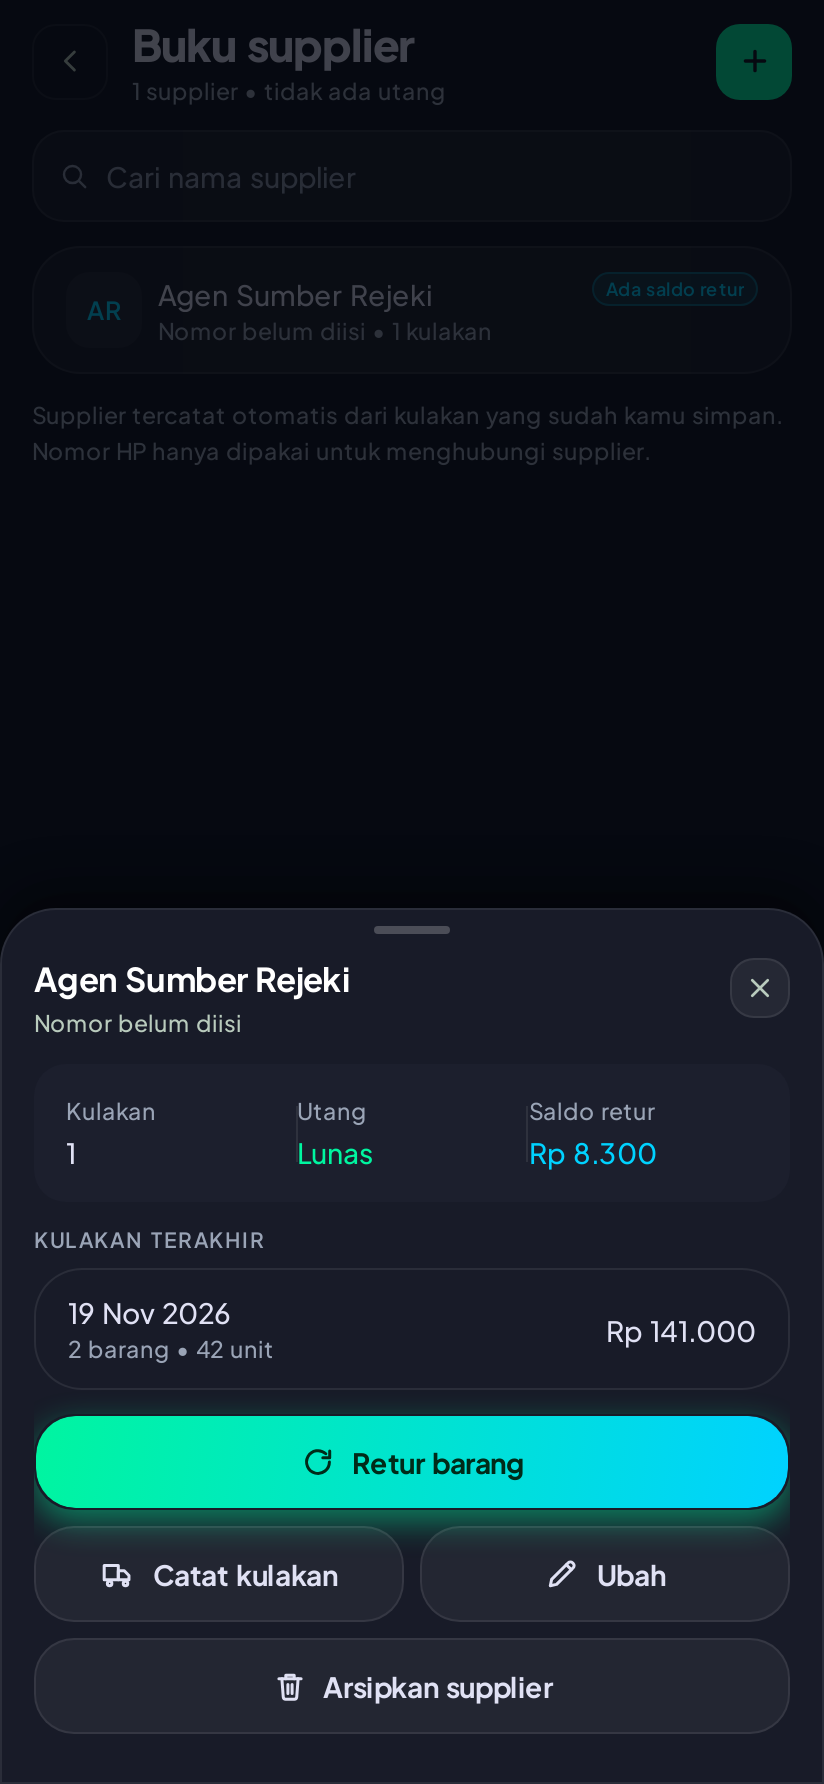 Buku supplier
1 supplier • tidak ada utang
Cari nama supplier
AR
Agen Sumber Rejeki
Ada saldo retur
Nomor belum diisi • 1 kulakan
Supplier tercatat otomatis dari kulakan yang sudah kamu simpan.
Nomor HP hanya dipakai untuk menghubungi supplier.
Agen Sumber Rejeki
Nomor belum diisi
Kulakan
Utang
Saldo retur
1
Lunas
Rp 8.300
KULAKAN TERAKHIR
19 Nov 2026
2 barang • 42 unit
Rp 141.000
Retur barang
Catat kulakan
Ubah
Arsipkan supplier